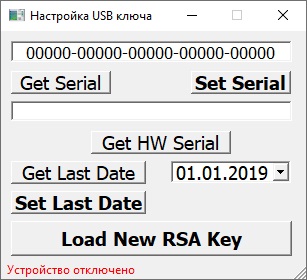 Настройка USB ключа
00000-00000-00000-00000-00000
Get Serial Set Serial
Get HW Serial
Get Last Date 01.01.2019
Set Last Date
Load New RSA Key
Устройство отключено